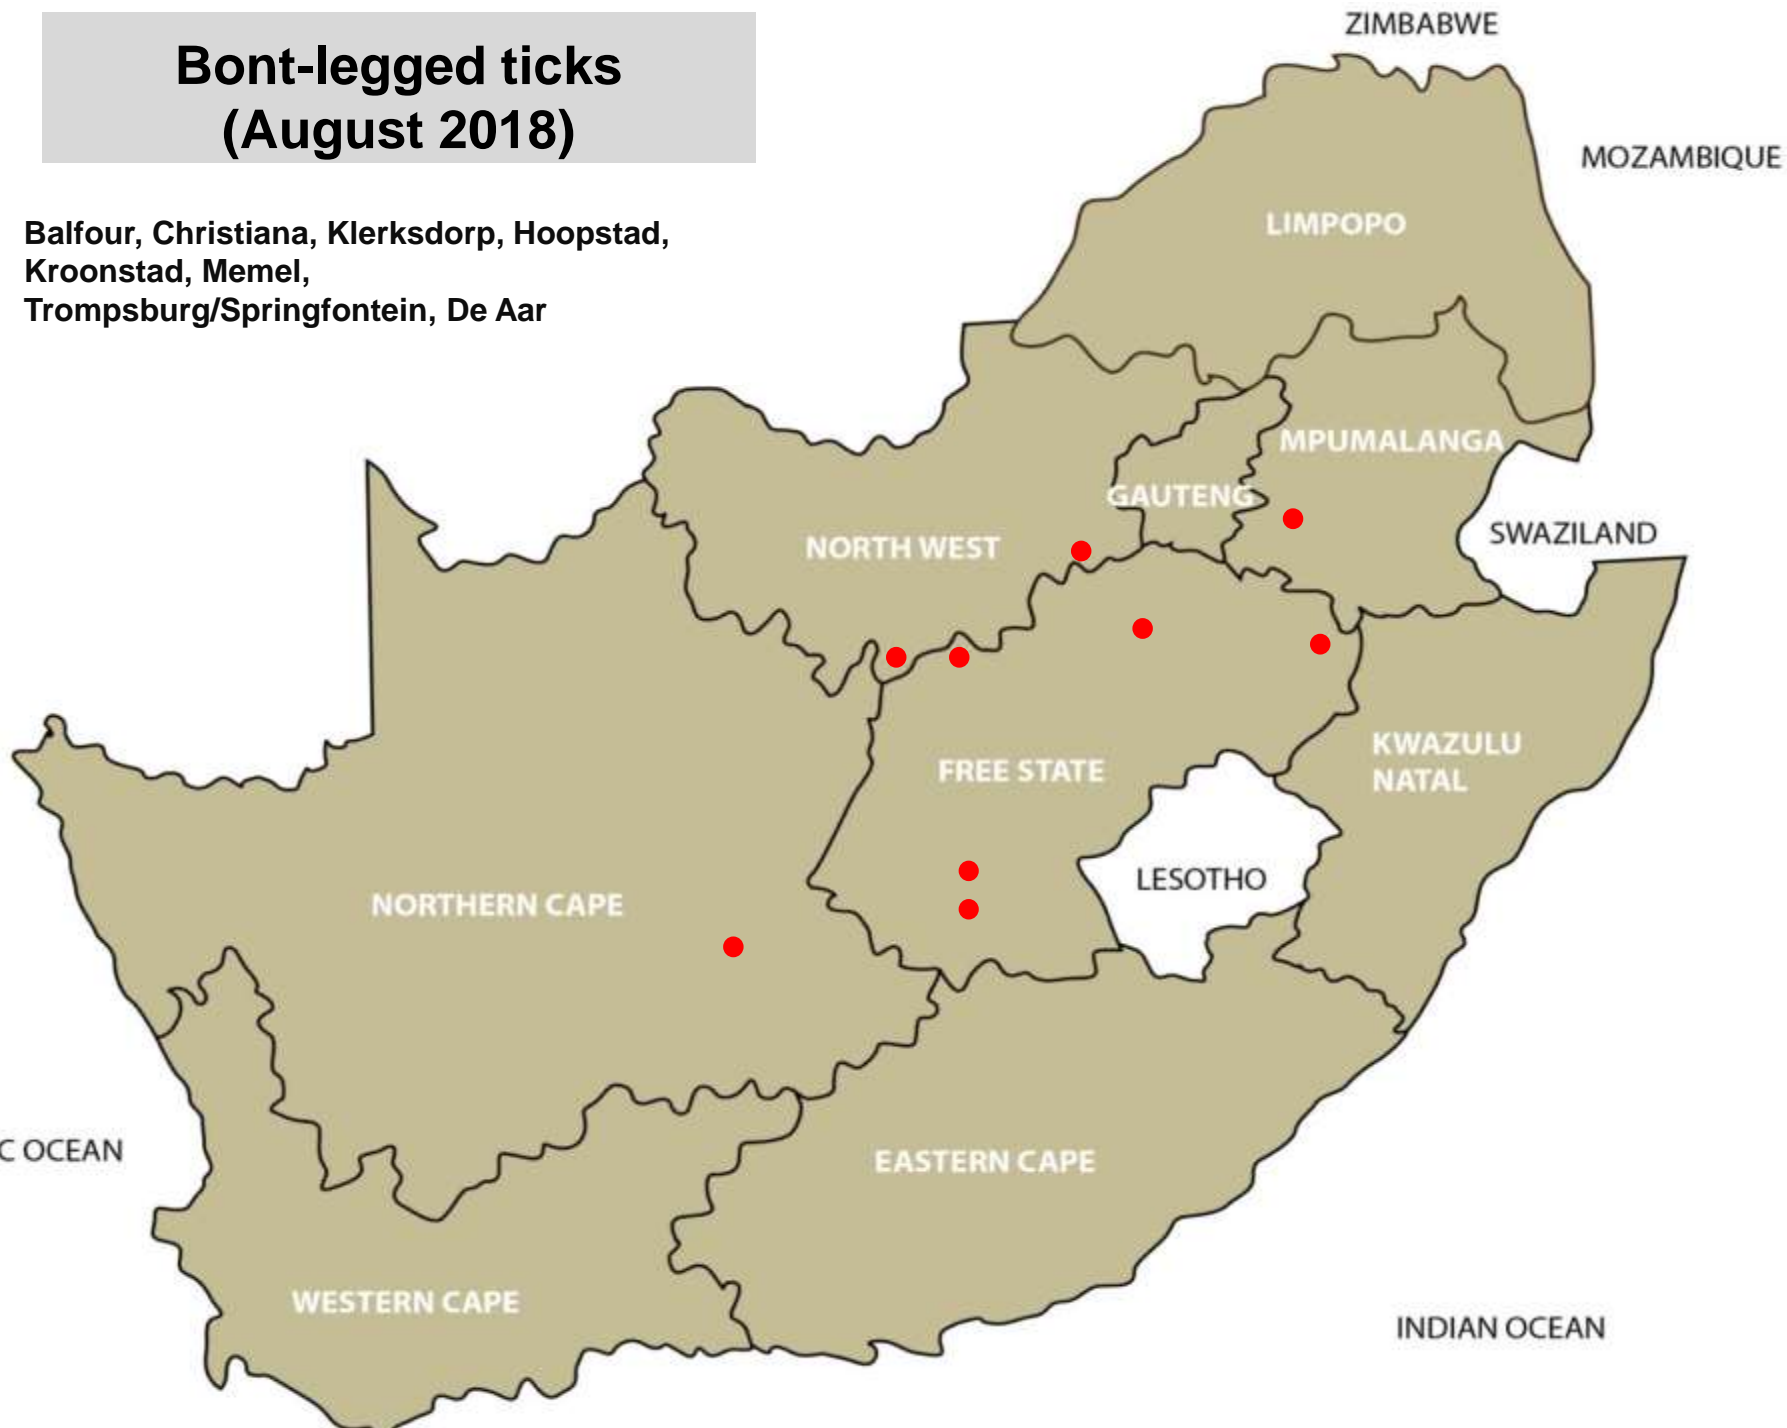 Bont-legged ticks
(August 2018)
Balfour, Christiana, Klerksdorp, Hoopstad,
Kroonstad, Memel,
Trompsburg/Springfontein, De Aar
ZIMBABWE
MOZAMBIQUE
LIMPOPO
MPUMALANGA
GAUTENG
NORTH WEST
SWAZILAND
FREE STATE
KWAZULU
NATAL
LESOTHO
NORTHERN CAPE
C OCEAN
EASTERN CAPE
WESTERN CAPE
INDIAN OCEAN